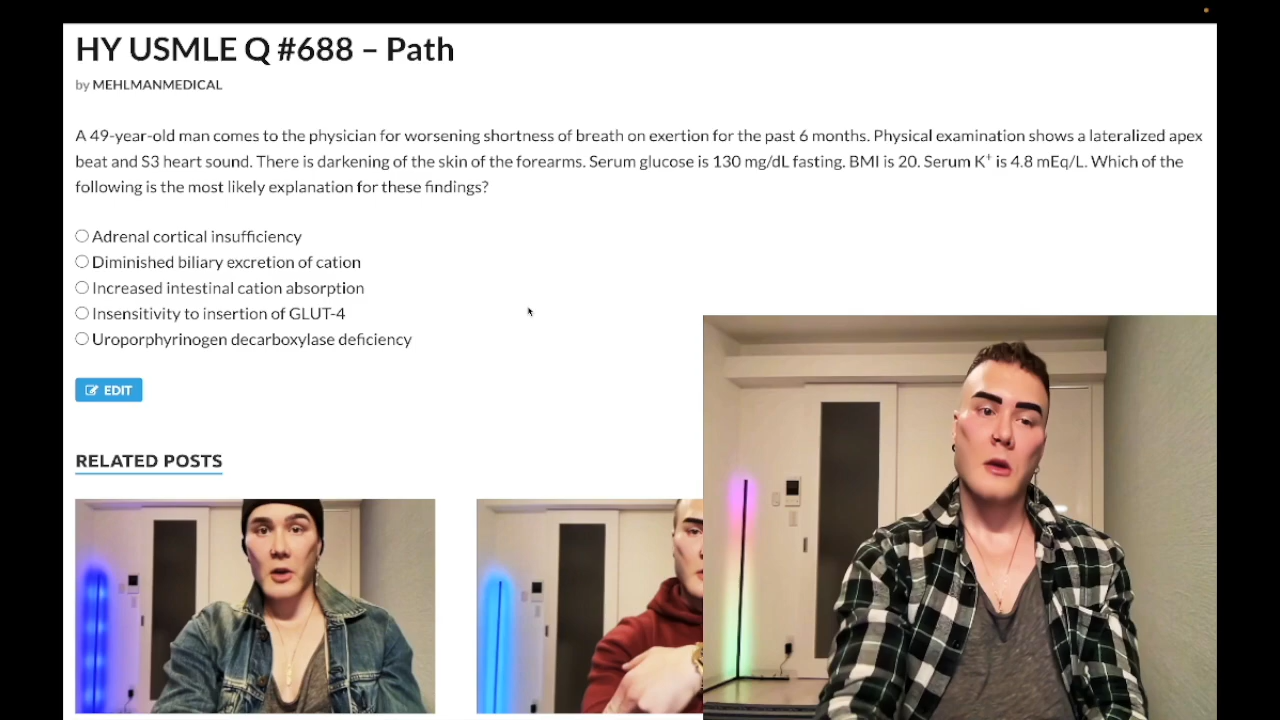 HY USMLE Q #688 – Path
by MEHLMANMEDICAL
A 49-year-old man comes to the physician for worsening shortness of breath on exertion for the past 6 months. Physical examination shows a lateralized apex
beat and S3 heart sound. There is darkening of the skin of the forearms. Serum glucose is 130 mg/dL fasting. BMI is 20. Serum K⁺ is 4.8 mEq/L. Which of the
following is the most likely explanation for these findings?
Adrenal cortical insufficiency
Diminished biliary excretion of cation
Increased intestinal cation absorption
Insensitivity to insertion of GLUT-4
Uroporphyrinogen decarboxylase deficiency
EDIT
RELATED POSTS